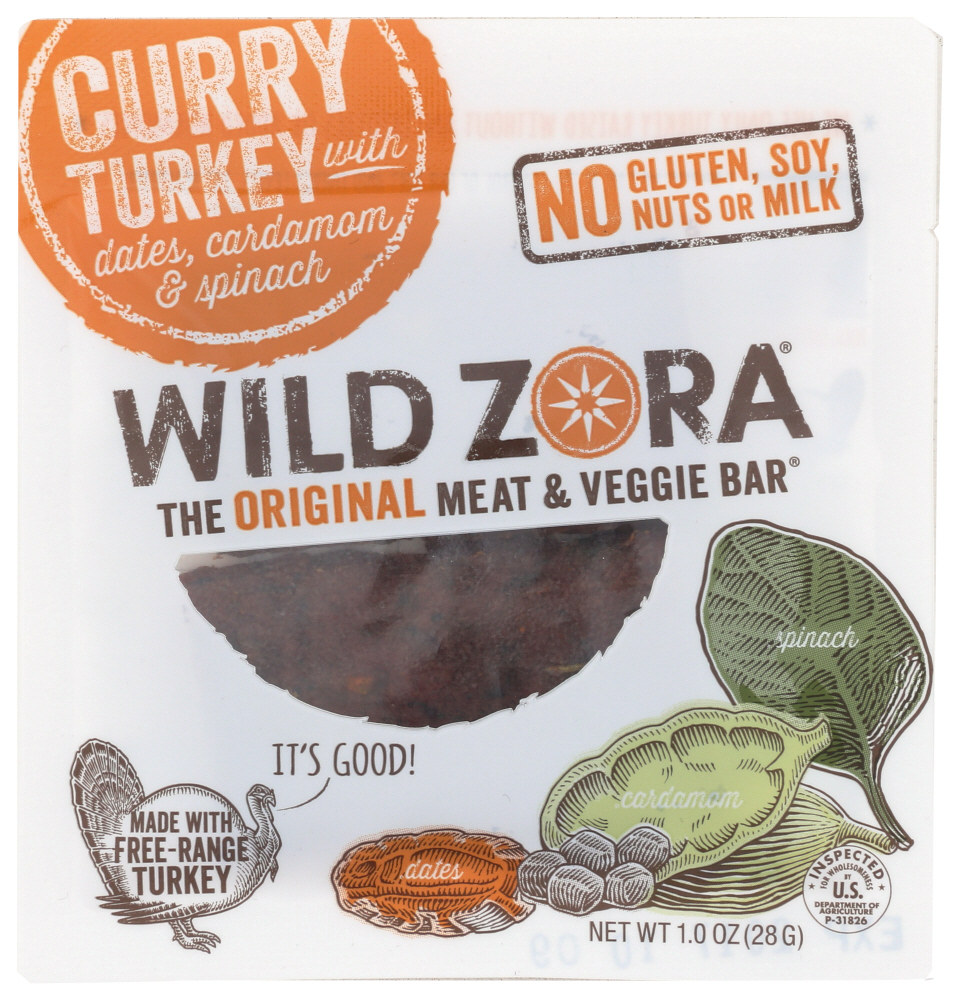 CURRY
TURKEY with
dates, cardamom
& spinach
NO GLUTEN, SOY,
NUTS OR MILK
WILD ZORA®
THE ORIGINAL MEAT & VEGGIE BAR®
spinach
IT'S GOOD!
cardamom
MADE WITH
FREE-RANGE
TURKEY
dates
INSPECTED
FOR WHOLESOMENESS
BY
U.S.
DEPARTMENT OF
AGRICULTURE
P-31826
NET WT 1.0 OZ (28 G)